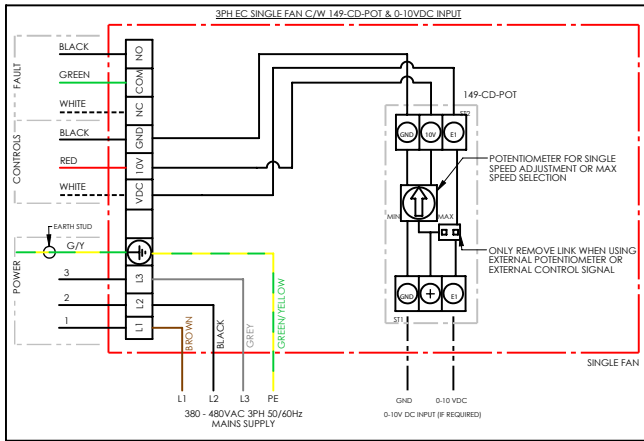 3PH EC SINGLE FAN C/W 149-CD-POT & 0-10VDC INPUT
FAULT
BLACK
NO
GREEN
COM
WHITE
NC
CONTROLS
BLACK
GND
RED
10V
WHITE
VDC
POWER
EARTH STUD
G/Y
3
L3
2
L2
1
L1
BROWN
BLACK
GREY
GREEN/YELLOW
L1
L2
L3
PE
380 - 480VAC 3PH 50/60Hz
MAINS SUPPLY
149-CD-POT
ST2
GND
10V
E1
POTENTIOMETER FOR SINGLE
SPEED ADJUSTMENT OR MAX
SPEED SELECTION
MIN
MAX
ONLY REMOVE LINK WHEN USING
EXTERNAL POTENTIOMETER OR
EXTERNAL CONTROL SIGNAL
GND
+
E1
ST1
SINGLE FAN
GND
0-10 VDC
0-10V DC INPUT (IF REQUIRED)